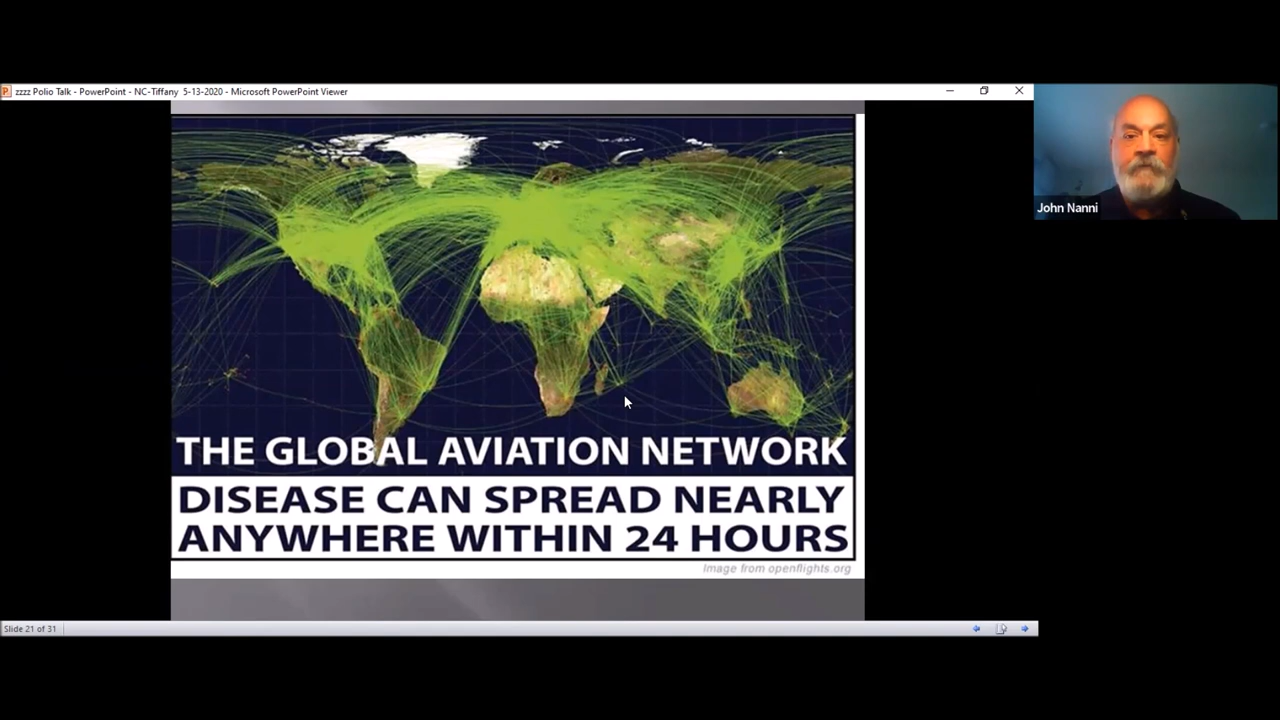 zzzz Polio Talk - PowerPoint - NC-Tiffany 5-13-2020 - Microsoft PowerPoint Viewer
John Nanni
THE GLOBAL AVIATION NETWORK
DISEASE CAN SPREAD NEARLY
ANYWHERE WITHIN 24 HOURS
Image from openflights.org
Slide 21 of 31